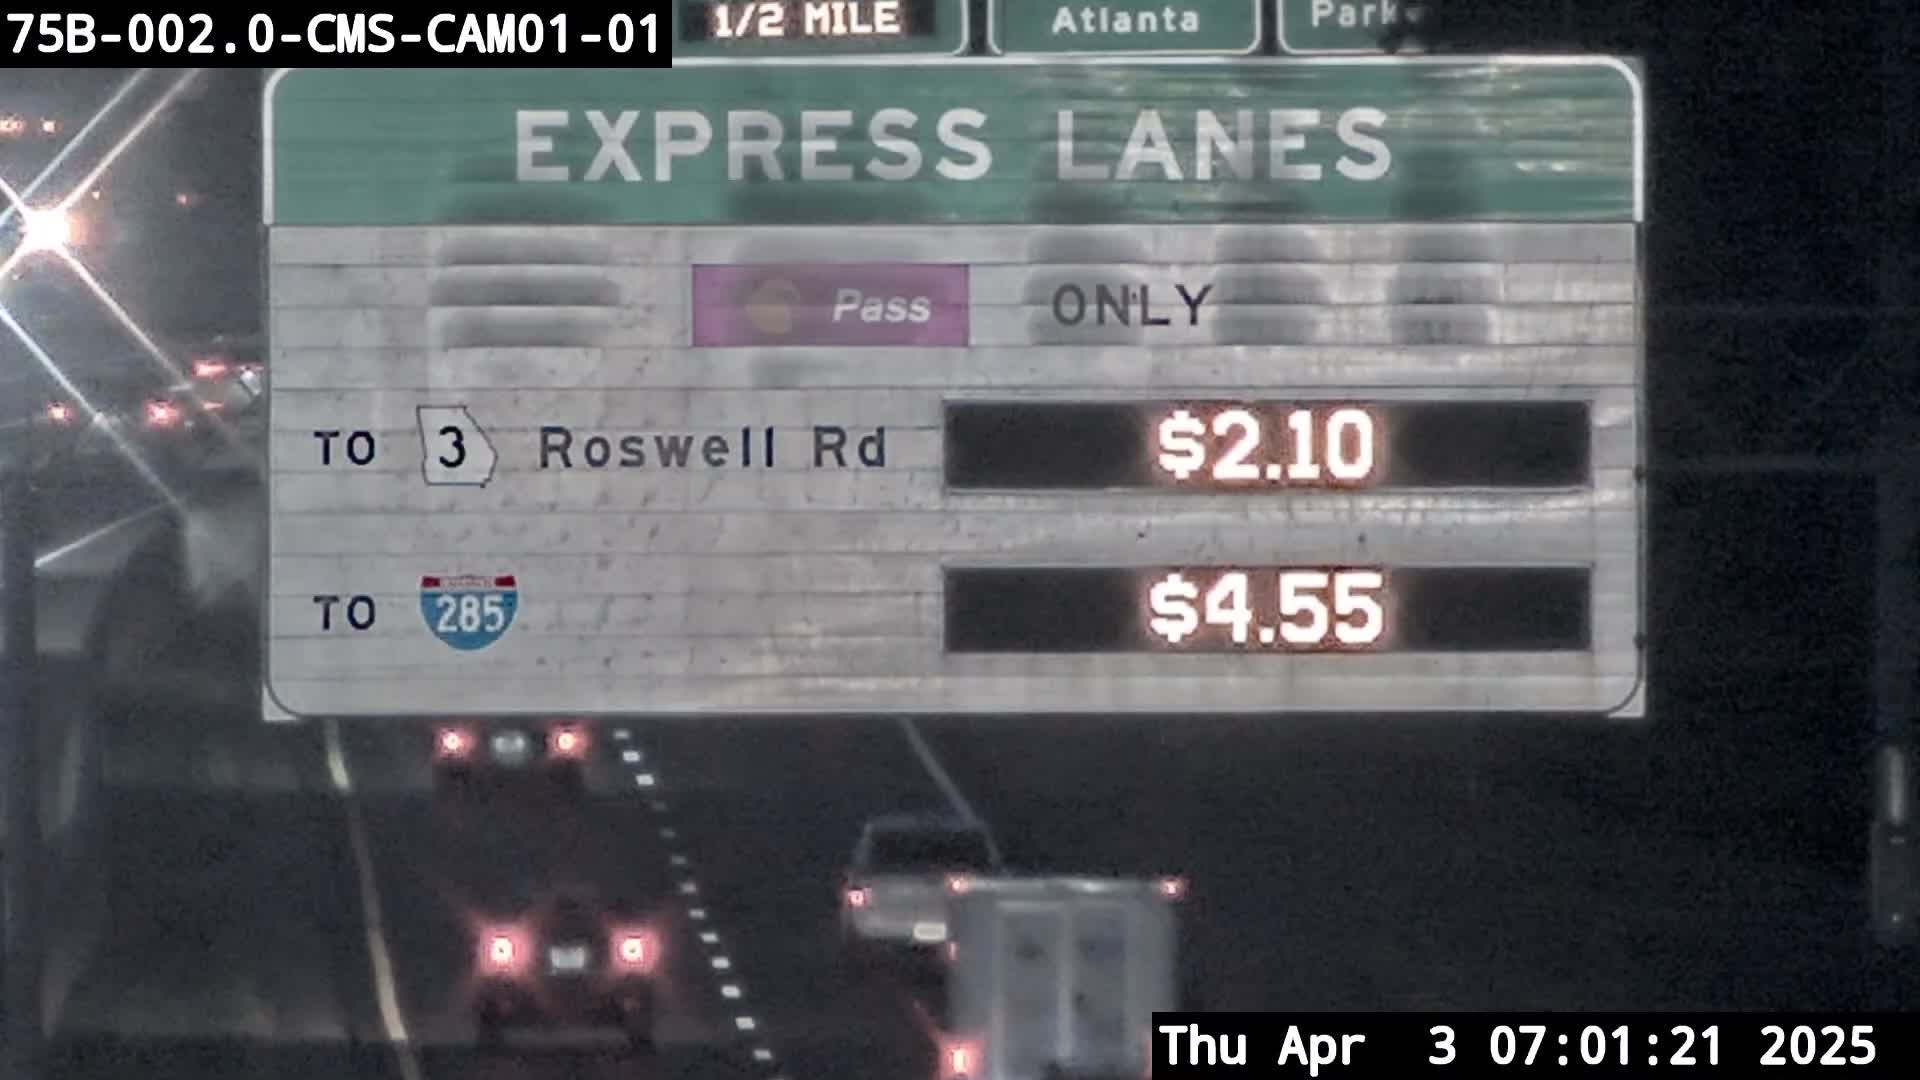 75B-002.0-CMS-CAM01-01
1/2 MILE
Atlanta
Park
EXPRESS LANES
Pass ONLY
TO 3 Roswell Rd $2.10
TO 285 $4.55
Thu Apr 3 07:01:21 2025